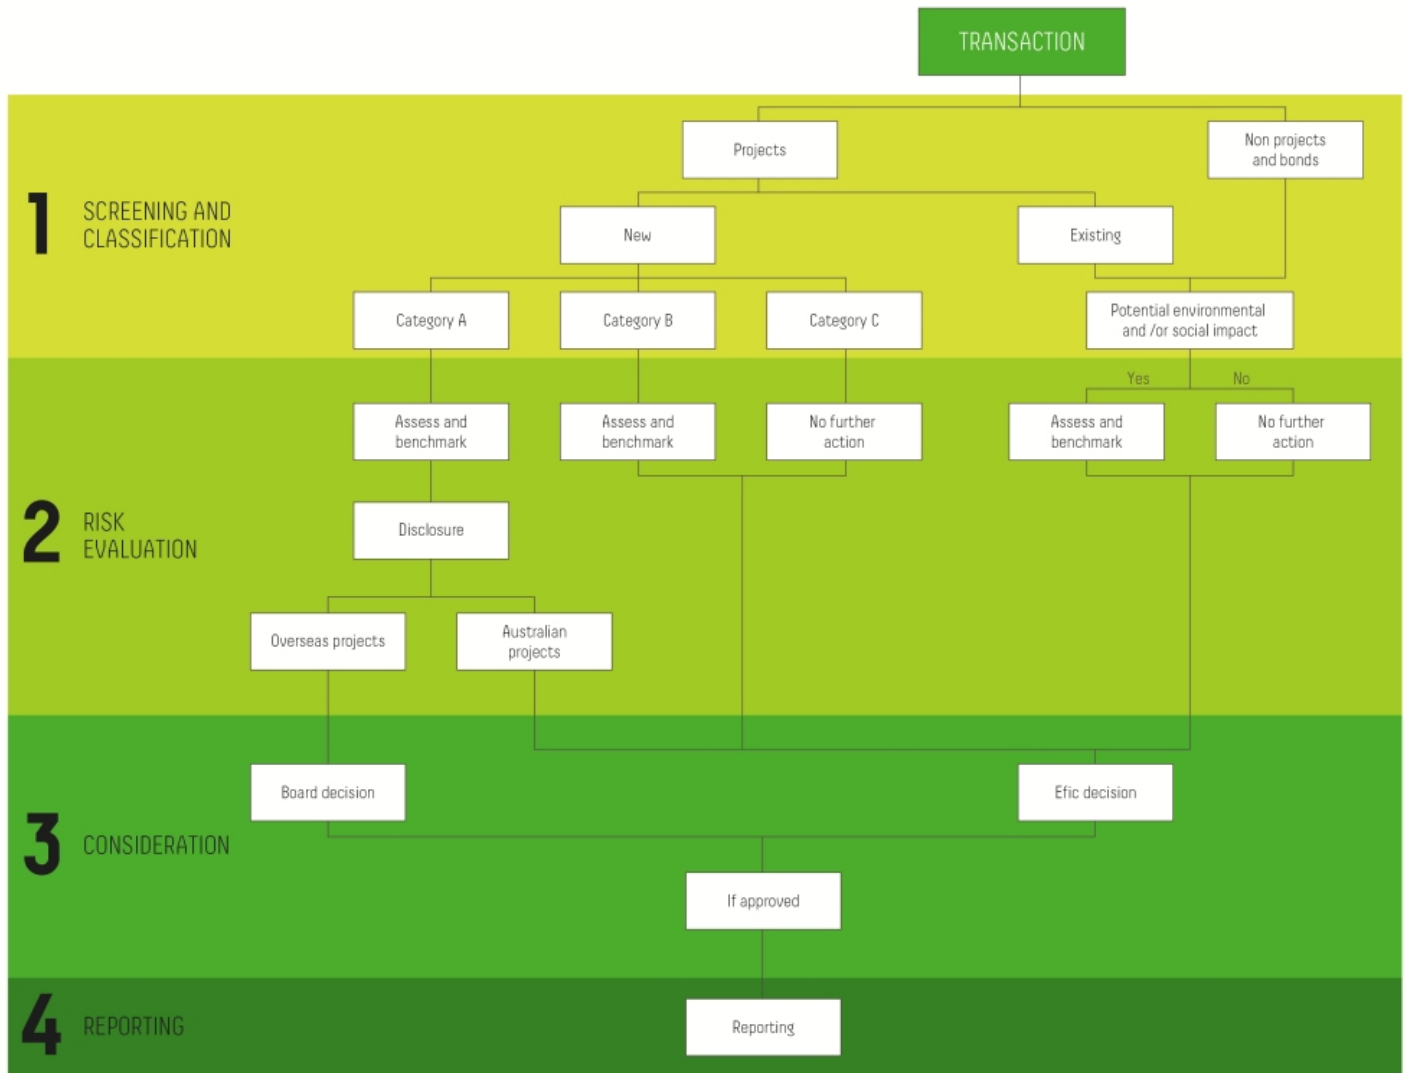 TRANSACTION
Projects
Non projects
and bonds
1
SCREENING AND
CLASSIFICATION
New
Existing
Category A
Category B
Category C
Potential environmental
and /or social impact
Yes
No
Assess and
benchmark
Assess and
benchmark
No further
action
Assess and
benchmark
No further
action
2
RISK
EVALUATION
Disclosure
Overseas projects
Australian
projects
Board decision
Efic decision
3
CONSIDERATION
If approved
4
REPORTING
Reporting